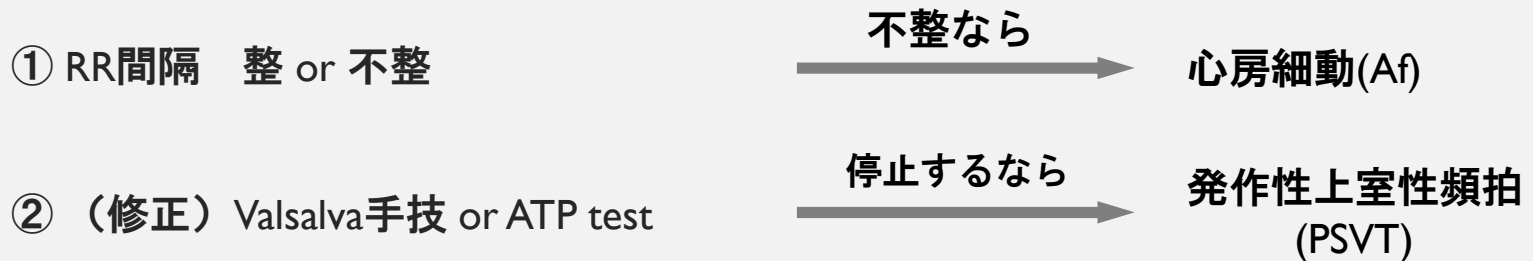 不整なら
① RR間隔　整 or 不整
心房細動(Af)
停止するなら
② （修正）Valsalva手技 or ATP test
発作性上室性頻拍
(PSVT)